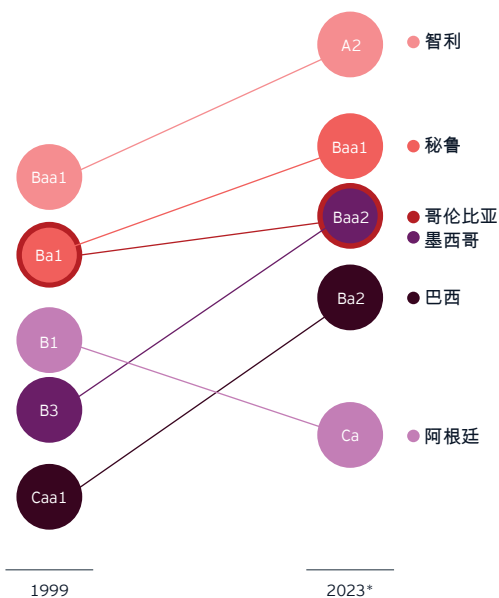 A2
智利
Baa1
秘鲁
Baa1
Ba1
Baa2
哥伦比亚
墨西哥
Ba2
巴西
B1
B3
Ca
阿根廷
Caa1
1999
2023*